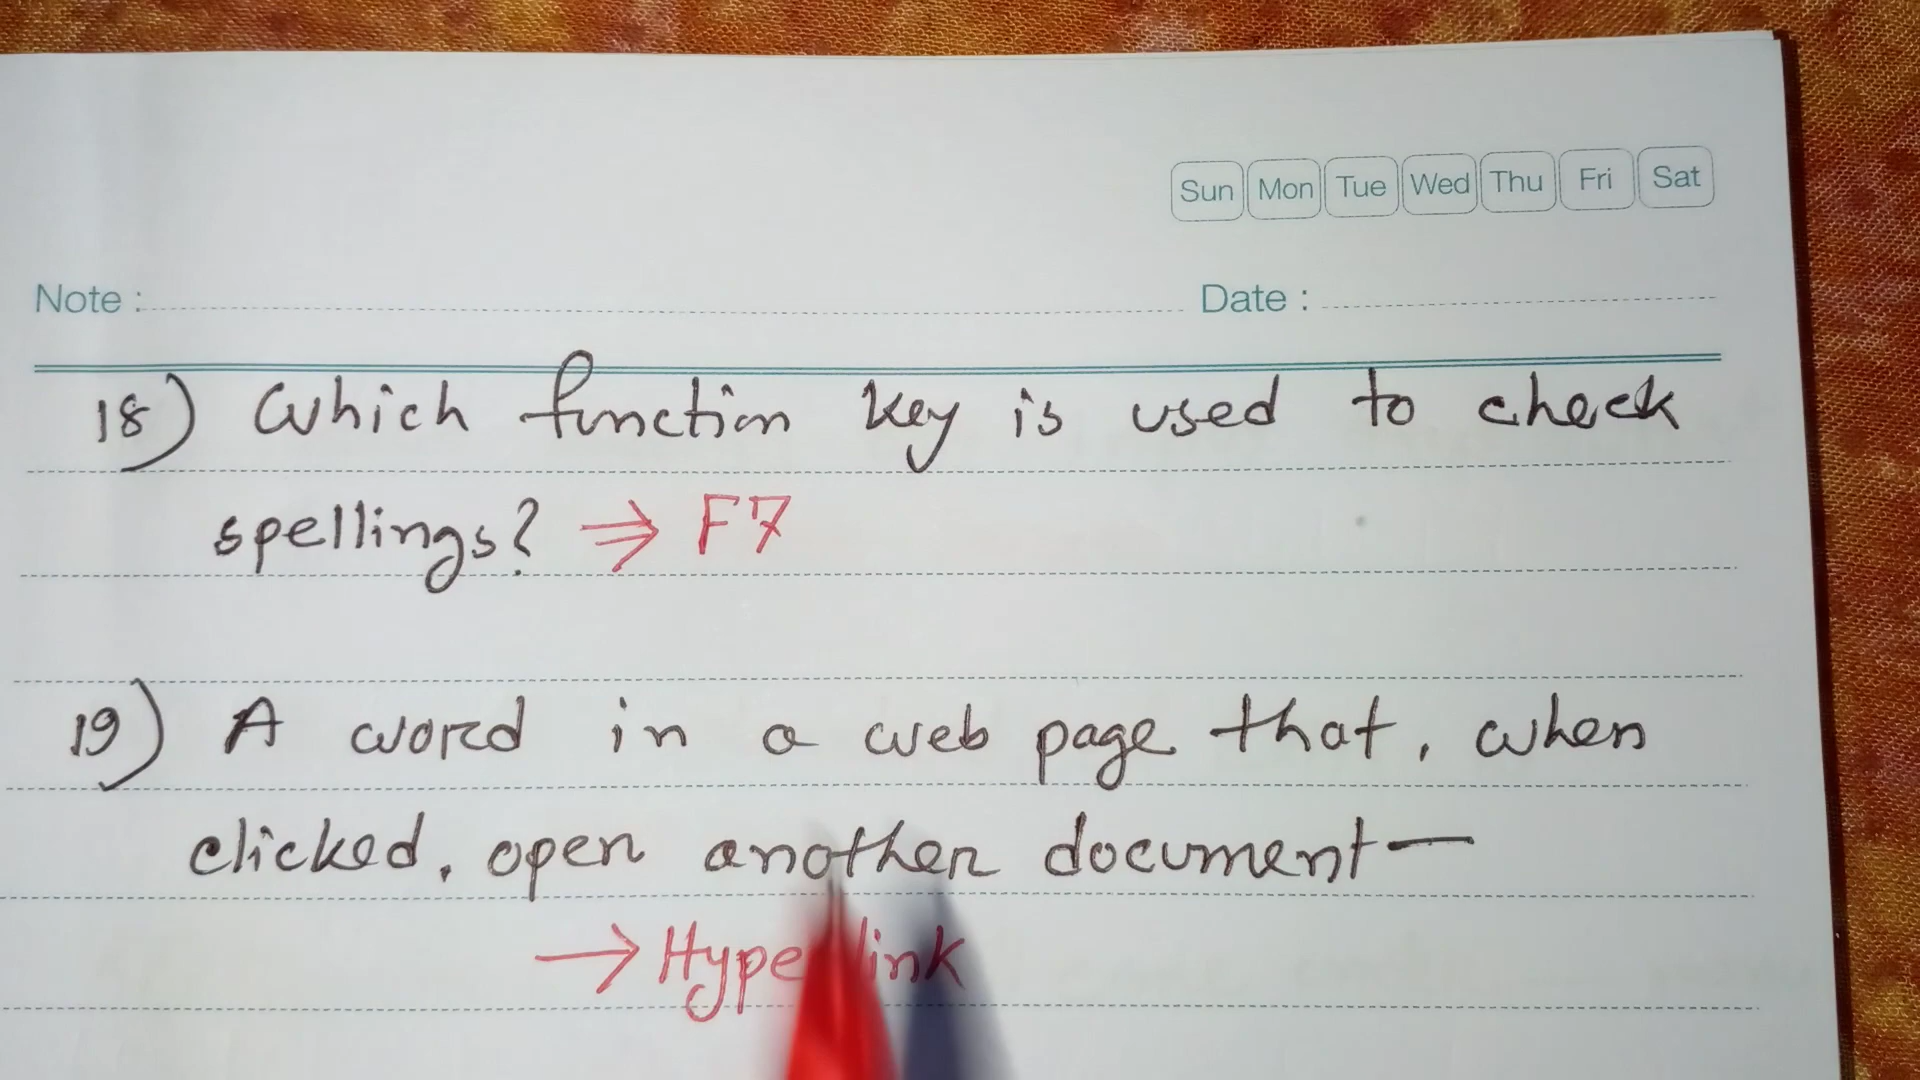 Sun Mon Tue Wed Thu Fri Sat
Note : Date :
18) Which function key is used to check
spellings? ⇒ F7
19) A word in a web page that, when
clicked, open another document—
→ Hyperlink